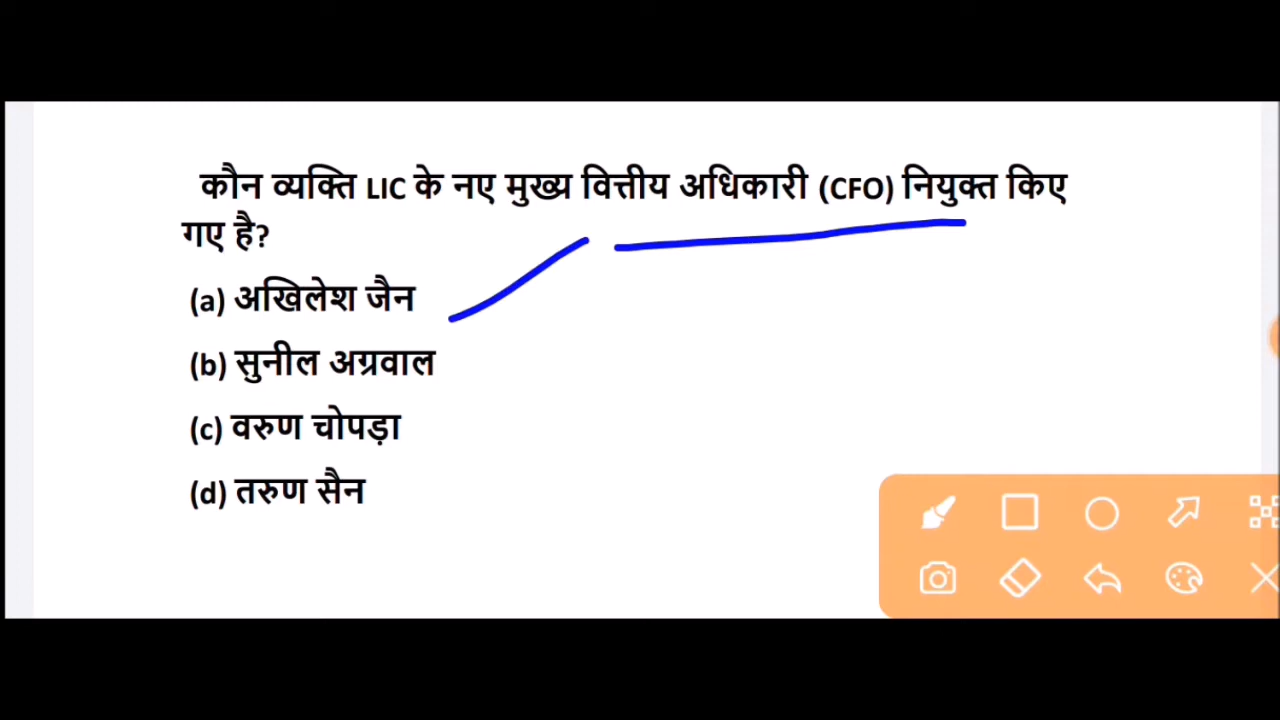 कौन व्यक्ति LIC के नए मुख्य वित्तीय अधिकारी (CFO) नियुक्त किए
गए है?
(a) अखिलेश जैन
(b) सुनील अग्रवाल
(c) वरुण चोपड़ा
(d) तरुण सैन